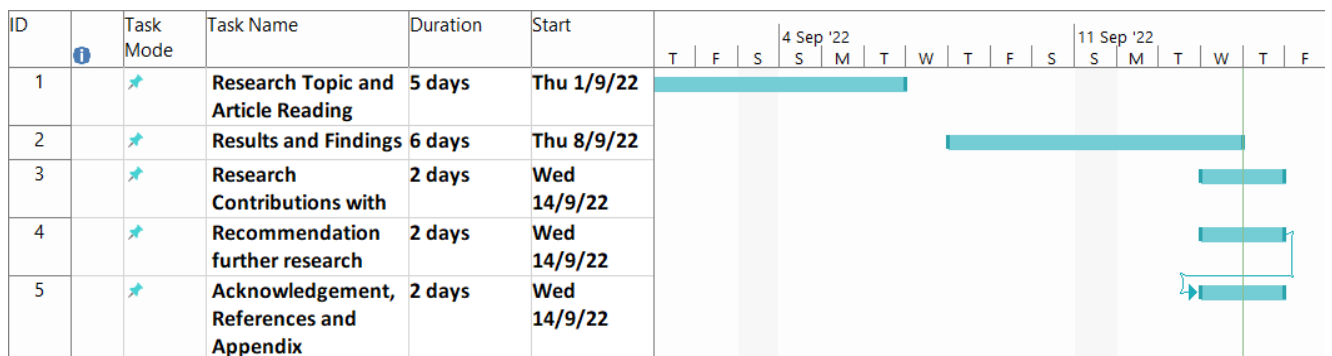 ID Task Mode Task Name Duration Start
4 Sep '22 11 Sep '22
T F S S M T W T F S S M T W T F
1 Research Topic and Article Reading 5 days Thu 1/9/22
2 Results and Findings 6 days Thu 8/9/22
3 Research Contributions with 2 days Wed 14/9/22
4 Recommendation further research 2 days Wed 14/9/22
5 Acknowledgement, References and Appendix 2 days Wed 14/9/22